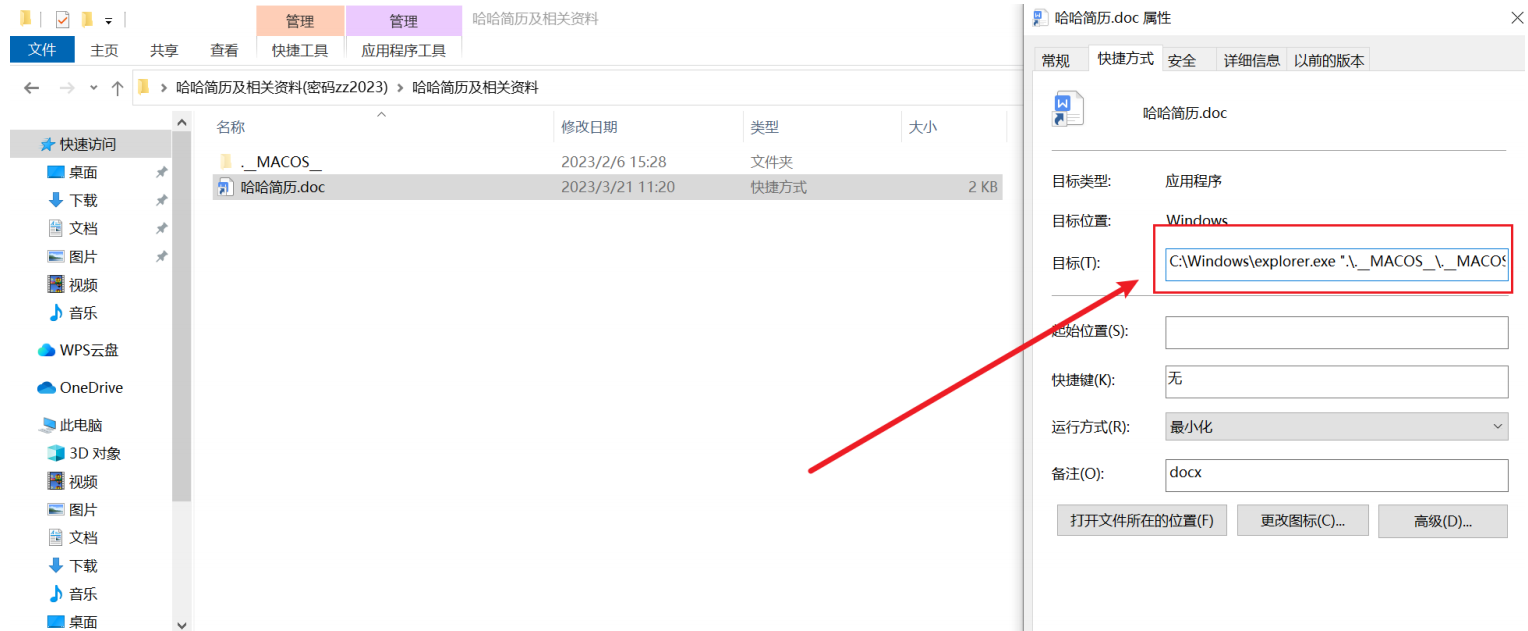 管理
管理
哈哈简历及相关资料
文件
主页
共享
查看
快捷工具
应用程序工具
哈哈简历及相关资料(密码zz2023)
哈哈简历及相关资料
快速访问
桌面
下载
文档
图片
视频
音乐
WPS云盘
OneDrive
此电脑
3D 对象
视频
图片
文档
下载
音乐
桌面
名称 修改日期 类型 大小
.__MACOS__ 2023/2/6 15:28 文件夹
哈哈简历.doc 2023/3/21 11:20 快捷方式 2 KB
哈哈简历.doc 属性
常规 快捷方式 安全 详细信息 以前的版本
哈哈简历.doc
目标类型: 应用程序
目标位置: Windows
目标(T): C:\Windows\explorer.exe ".\.__MACOS__\.__MACOS
起始位置(S):
快捷键(K): 无
运行方式(R): 最小化
备注(O): docx
打开文件所在的位置(F) 更改图标(C)... 高级(D)...